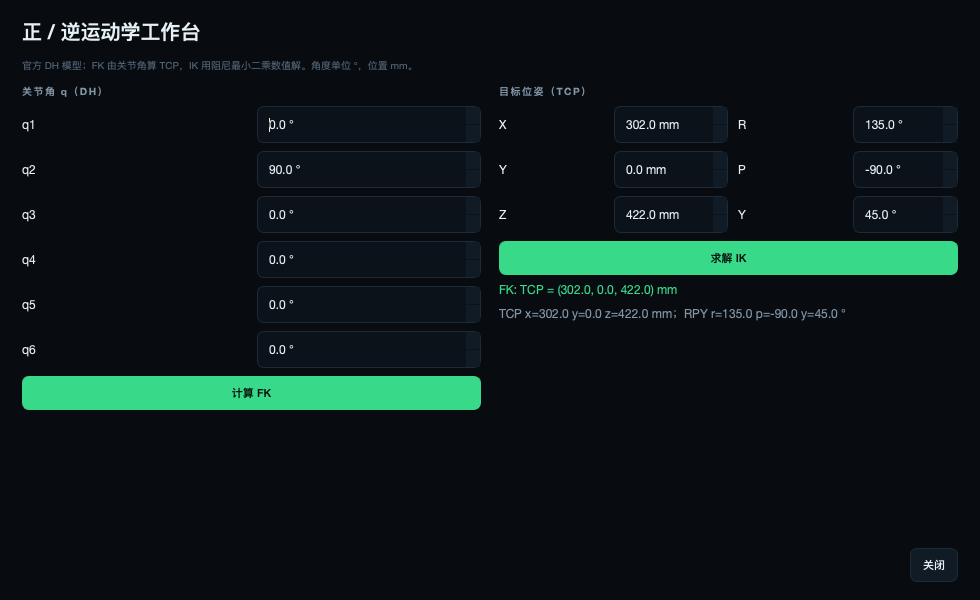 正 / 逆运动学工作台
官方 DH 模型：FK 由关节角算 TCP，IK 用阻尼最小二乘数值解。角度单位 °，位置 mm。
关节角 q（DH）
q1 0.0 °
q2 90.0 °
q3 0.0 °
q4 0.0 °
q5 0.0 °
q6 0.0 °
计算 FK
目标位姿（TCP）
X 302.0 mm R 135.0 °
Y 0.0 mm P -90.0 °
Z 422.0 mm Y 45.0 °
求解 IK
FK: TCP = (302.0, 0.0, 422.0) mm
TCP x=302.0 y=0.0 z=422.0 mm；RPY r=135.0 p=-90.0 y=45.0 °
关闭